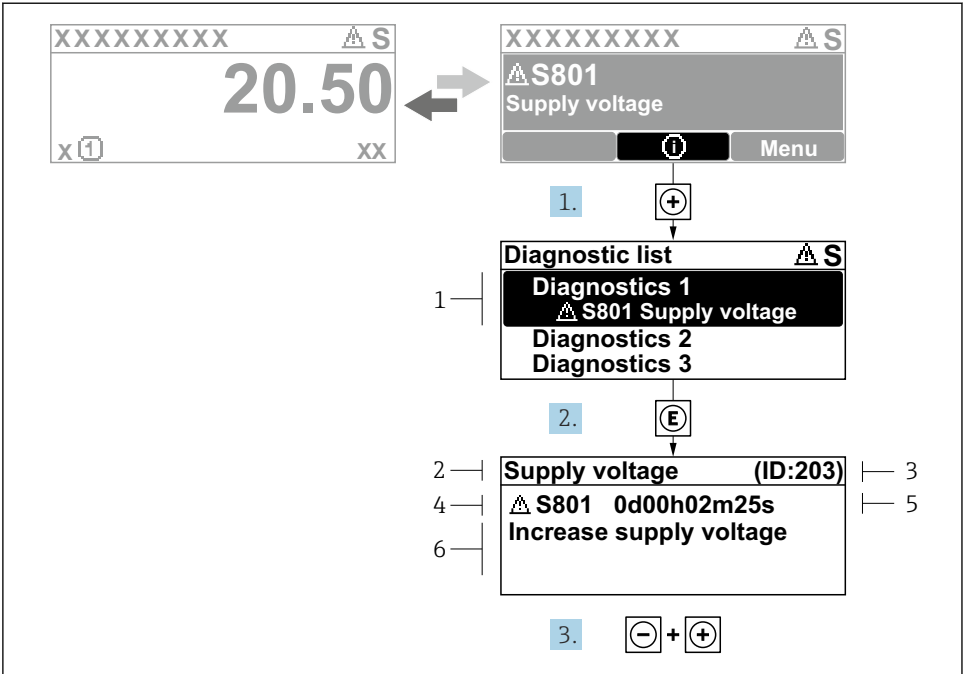 XXXXXXXXX ⚠ S
20.50
x ① xx
XXXXXXXXX ⚠ S
⚠S801
Supply voltage
ⓘ Menu
1. +
Diagnostic list ⚠ S
1 Diagnostics 1
⚠ S801 Supply voltage
Diagnostics 2
Diagnostics 3
2. E
2 Supply voltage (ID:203) 3
4 ⚠ S801 0d00h02m25s 5
6 Increase supply voltage
3. - + +